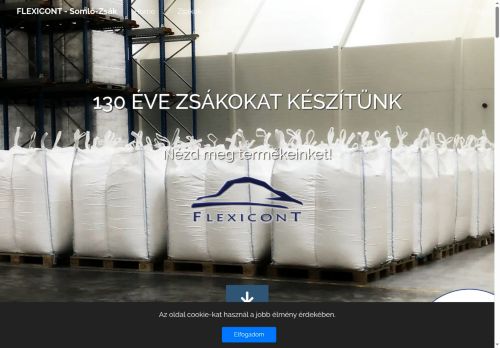 FLEXICONT - Somló-Zsák
130 ÉVE ZSÁKOKAT KÉSZÍTÜNK
Nézd meg termékeinket!
FLEXICONT
Az oldal cookie-kat használ a jobb élmény érdekében.
Elfogadom